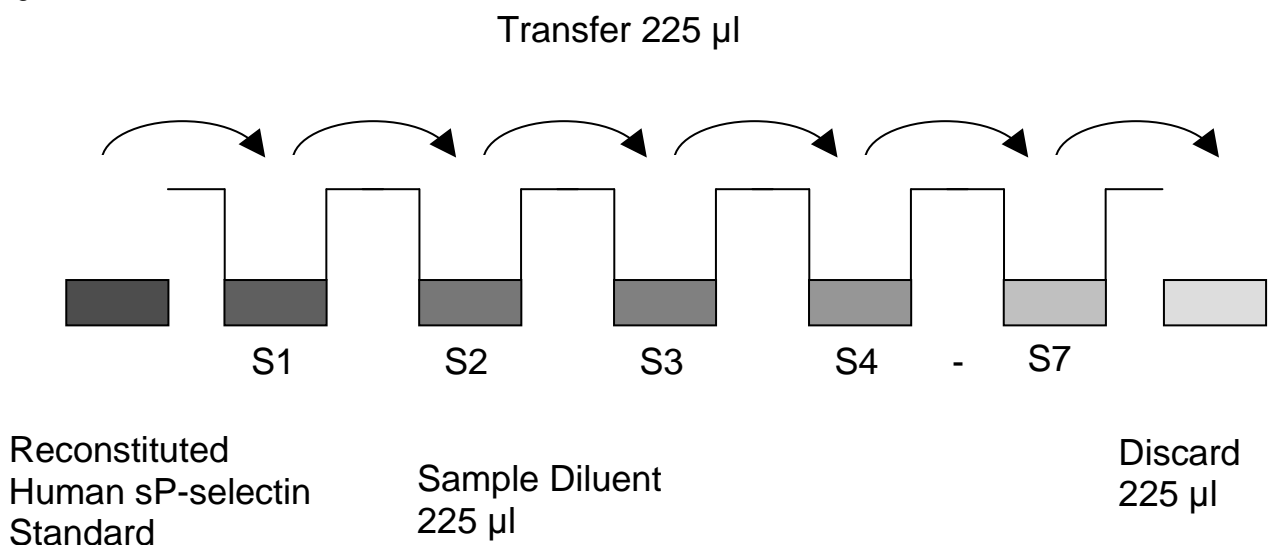 Transfer 225 µl
S1 S2 S3 S4 - S7
Reconstituted
Human sP-selectin
Standard
Sample Diluent
225 µl
Discard
225 µl